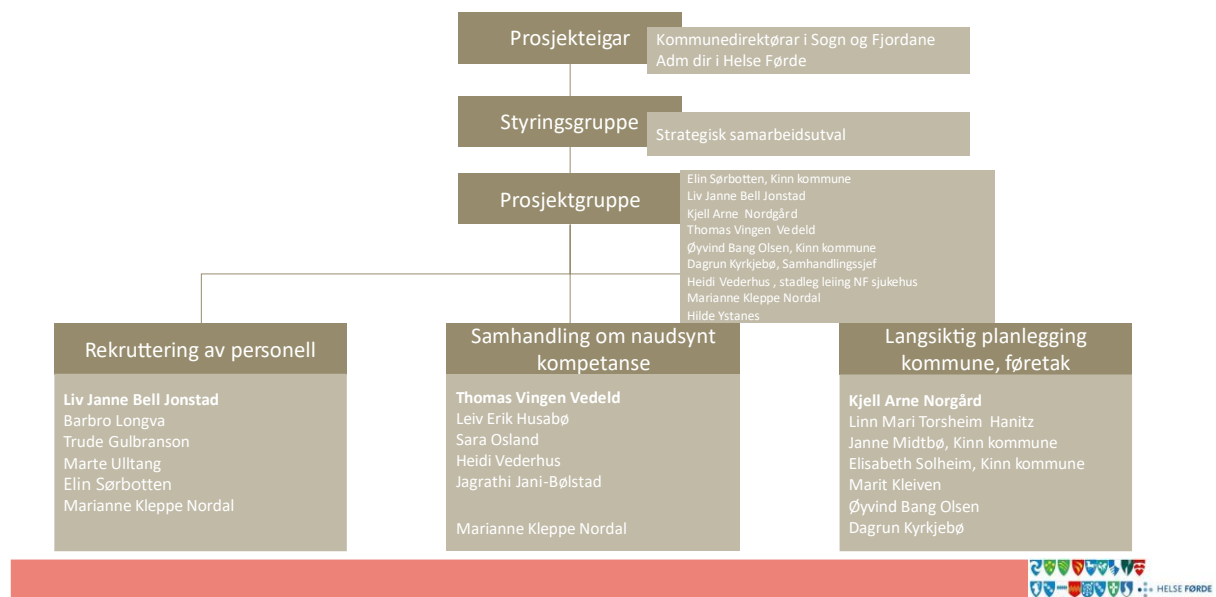 Prosjekteigar
Kommunedirektørar i Sogn og Fjordane
Adm dir i Helse Førde
Styringsgruppe
Strategisk samarbeidsutval
Prosjektgruppe
Elin Sørbotten, Kinn kommune
Liv Janne Bell Jonstad
Kjell Arne Nordgård
Thomas Vingen Vedeld
Øyvind Bang Olsen, Kinn kommune
Dagrun Kyrkjebø, Samhandlingssjef
Heidi Vederhus , stadleg leiing NF sjukehus
Marianne Kleppe Nordal
Hilde Ystanes
Rekruttering av personell
Liv Janne Bell Jonstad
Barbro Longva
Trude Gulbranson
Marte Ulltang
Elin Sørbotten
Marianne Kleppe Nordal
Samhandling om naudsynt
kompetanse
Thomas Vingen Vedeld
Leiv Erik Husabø
Sara Osland
Heidi Vederhus
Jagrathi Jani-Bølstad
Marianne Kleppe Nordal
Langsiktig planlegging
kommune, føretak
Kjell Arne Norgård
Linn Mari Torsheim Hanitz
Janne Midtbø, Kinn kommune
Elisabeth Solheim, Kinn kommune
Marit Kleiven
Øyvind Bang Olsen
Dagrun Kyrkjebø
HELSE FØRDE